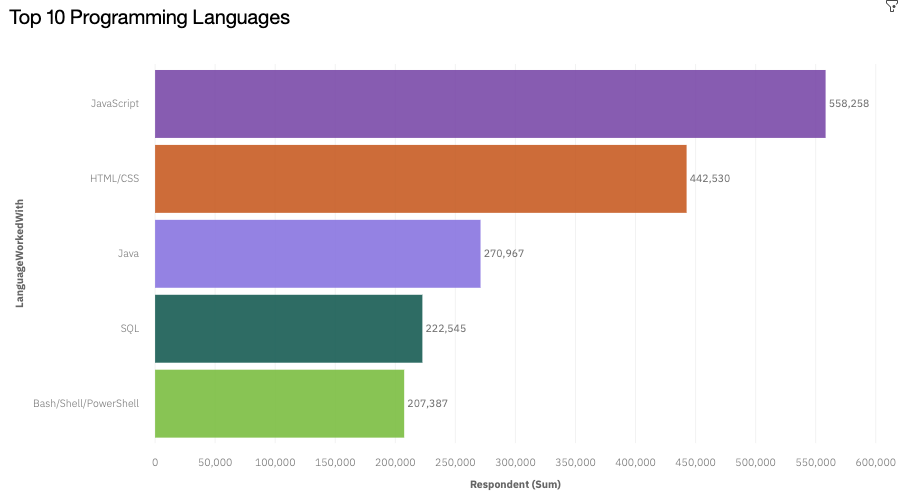 Top 10 Programming Languages
LanguageWorkedWith
JavaScript
558,258
HTML/CSS
442,530
Java
270,967
SQL
222,545
Bash/Shell/PowerShell
207,387
0 50,000 100,000 150,000 200,000 250,000 300,000 350,000 400,000 450,000 500,000 550,000 600,000
Respondent (Sum)